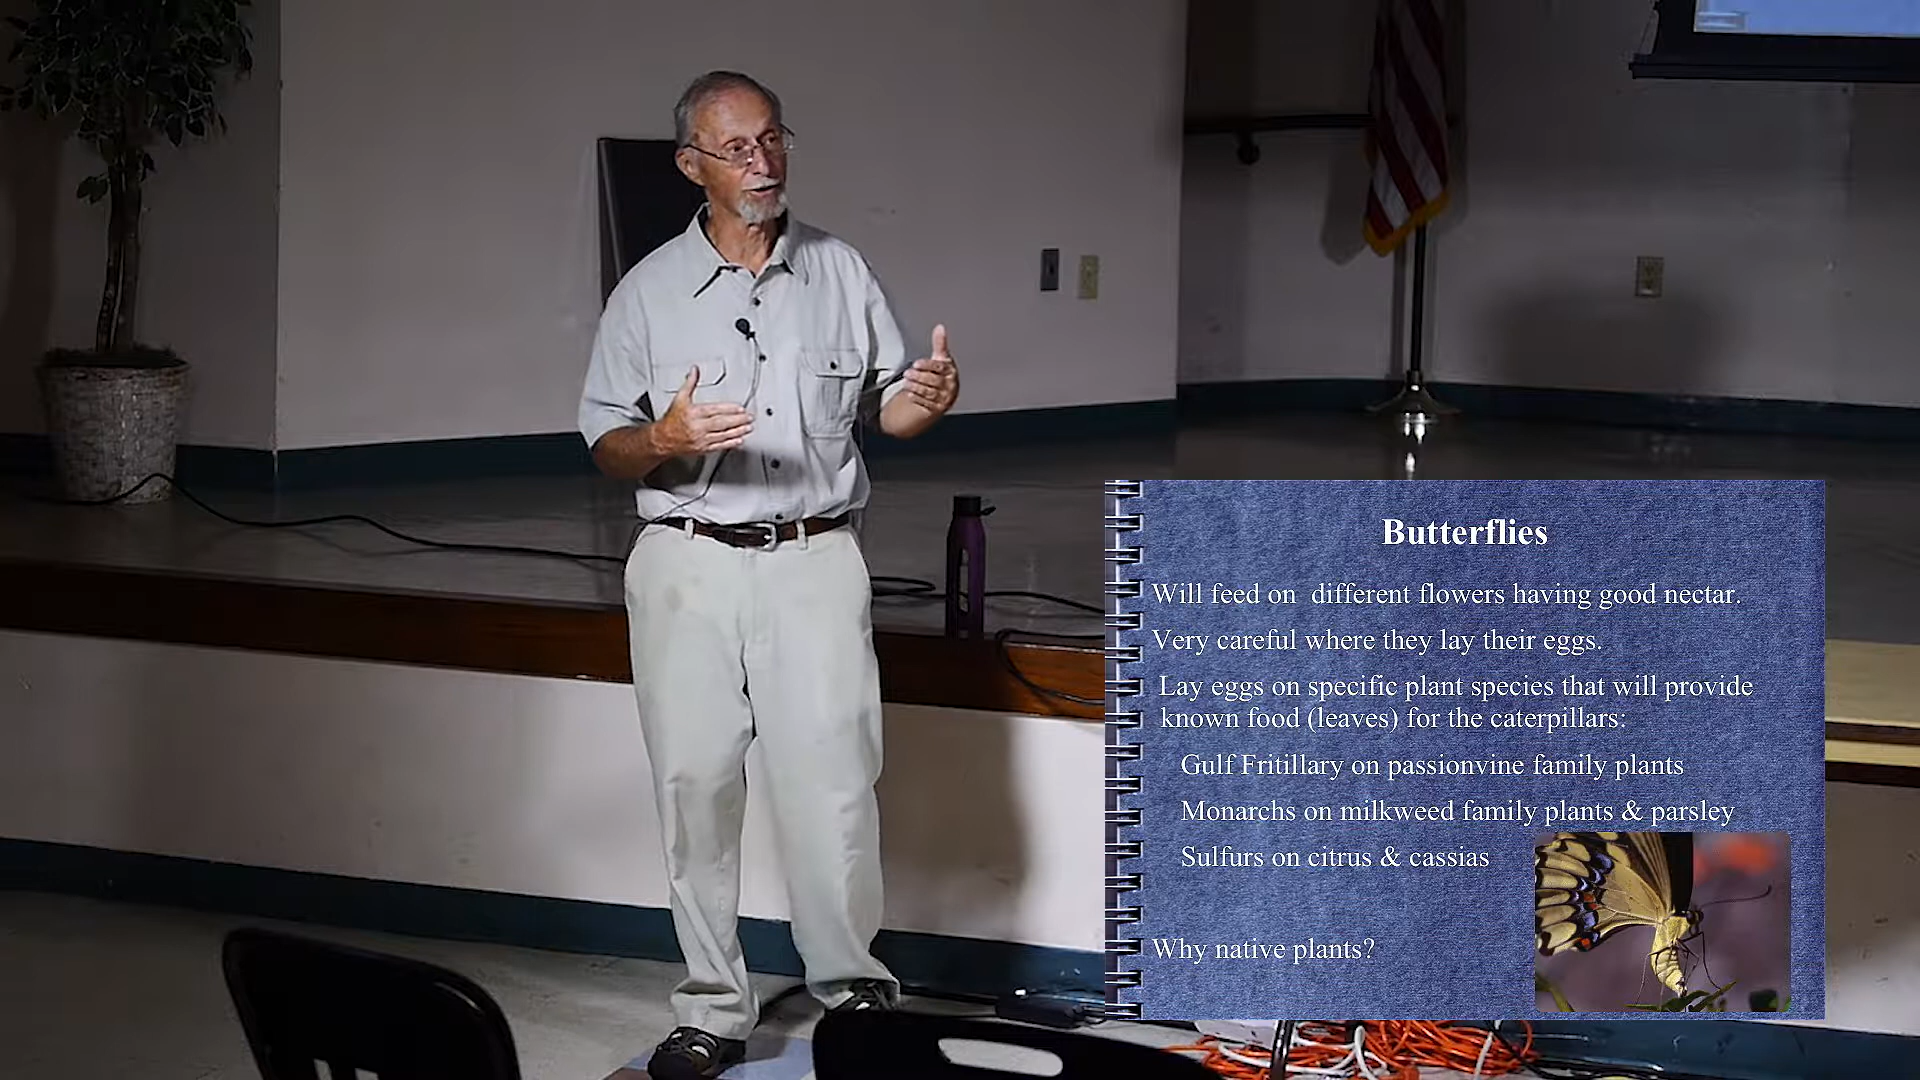 Butterflies
Will feed on  different flowers having good nectar.
Very careful where they lay their eggs.
Lay eggs on specific plant species that will provide
known food (leaves) for the caterpillars:
Gulf Fritillary on passionvine family plants
Monarchs on milkweed family plants & parsley
Sulfurs on citrus & cassias
Why native plants?